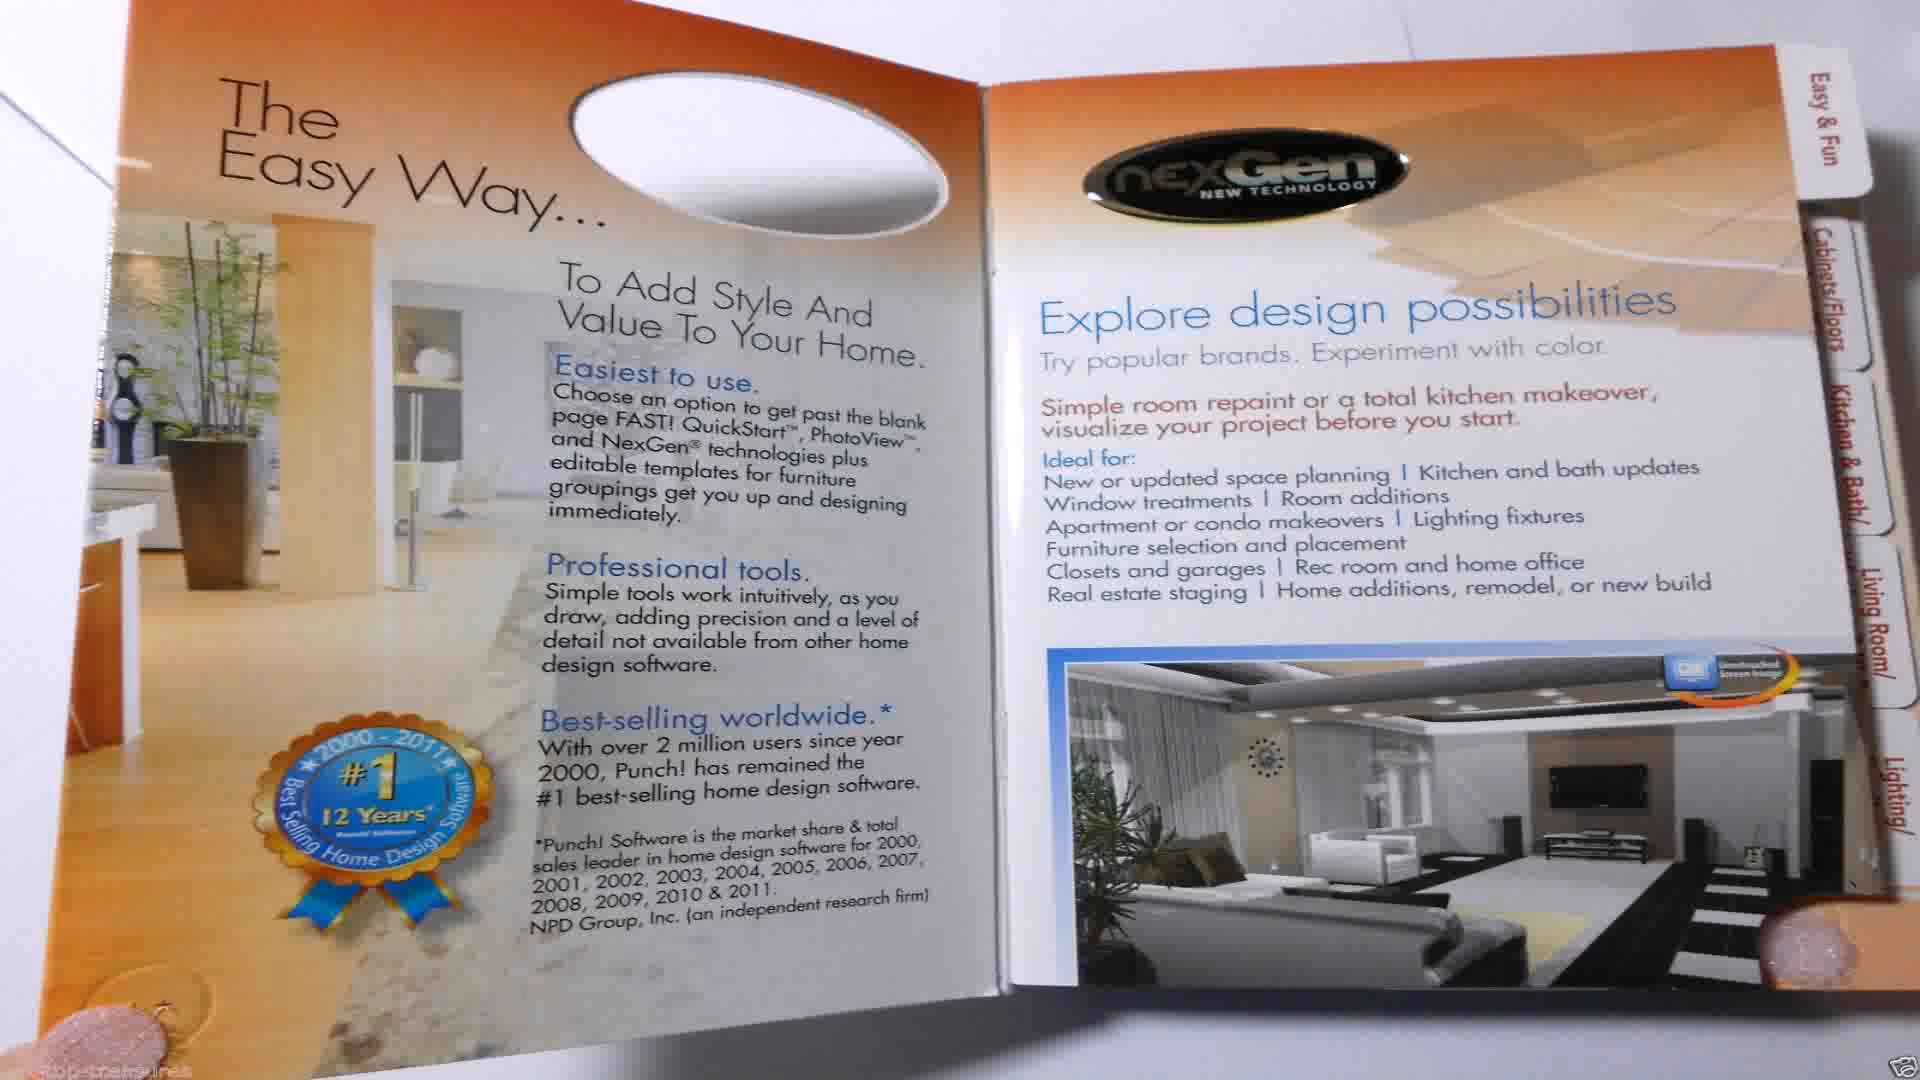 The
Easy Way...
To Add Style And
Value To Your Home.
Easiest to use.
Choose an option to get past the blank
page FAST! QuickStart™, PhotoView™,
and NexGen® technologies plus
editable templates for furniture
groupings get you up and designing
immediately.
Professional tools.
Simple tools work intuitively, as you
draw, adding precision and a level of
detail not available from other home
design software.
Best-selling worldwide.*
With over 2 million users since year
2000, Punch! has remained the
#1 best-selling home design software.
*Punch! Software is the market share & total
sales leader in home design software for 2000,
2001, 2002, 2003, 2004, 2005, 2006, 2007,
2008, 2009, 2010 & 2011.
NPD Group, Inc. (an independent research firm)
2000 - 2011
#1
12 Years*
Punch! Software
Best Selling Home Design Software
nexGen
NEW TECHNOLOGY
Explore design possibilities
Try popular brands. Experiment with color.
Simple room repaint or a total kitchen makeover,
visualize your project before you start.
Ideal for:
New or updated space planning | Kitchen and bath updates
Window treatments | Room additions
Apartment or condo makeovers | Lighting fixtures
Furniture selection and placement
Closets and garages | Rec room and home office
Real estate staging | Home additions, remodel, or new build
Untouched
Screen Image
Easy & Fun
Cabinets/Floors
Kitchen & Bath/
Living Room/
Lighting/
top-treasures